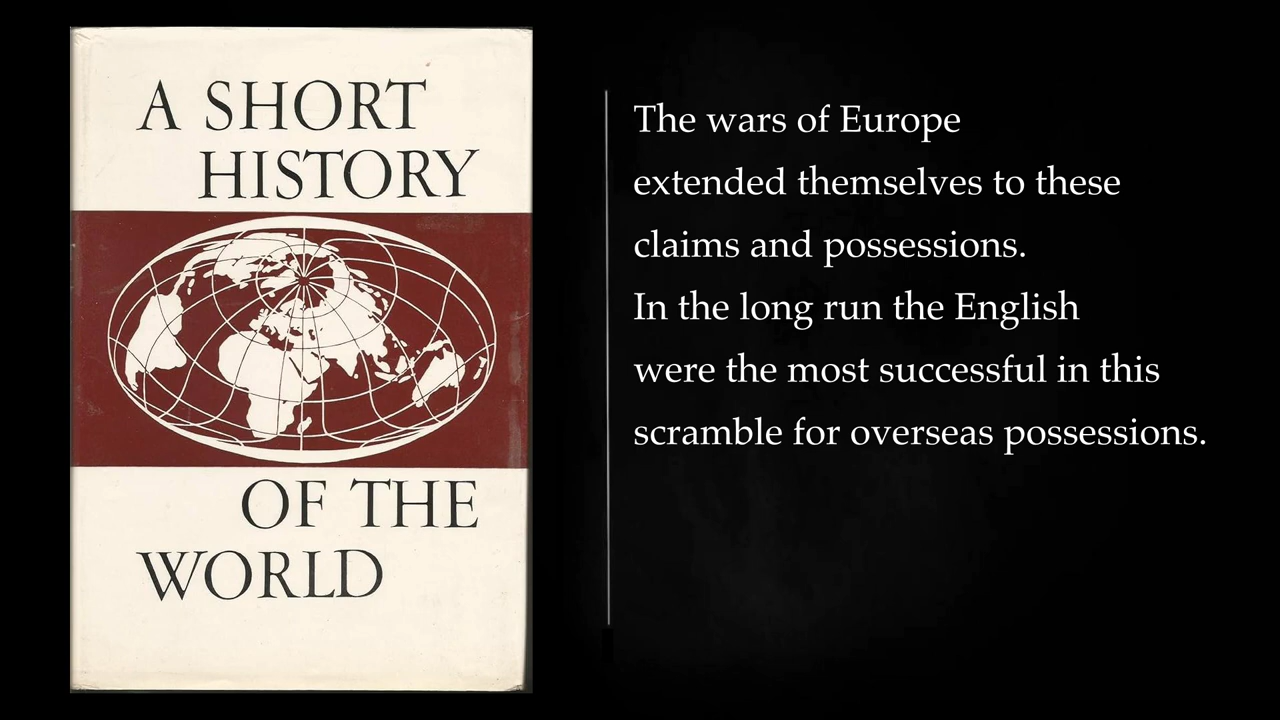 A SHORT
HISTORY
OF THE
WORLD
The wars of Europe
extended themselves to these
claims and possessions.
In the long run the English
were the most successful in this
scramble for overseas possessions.